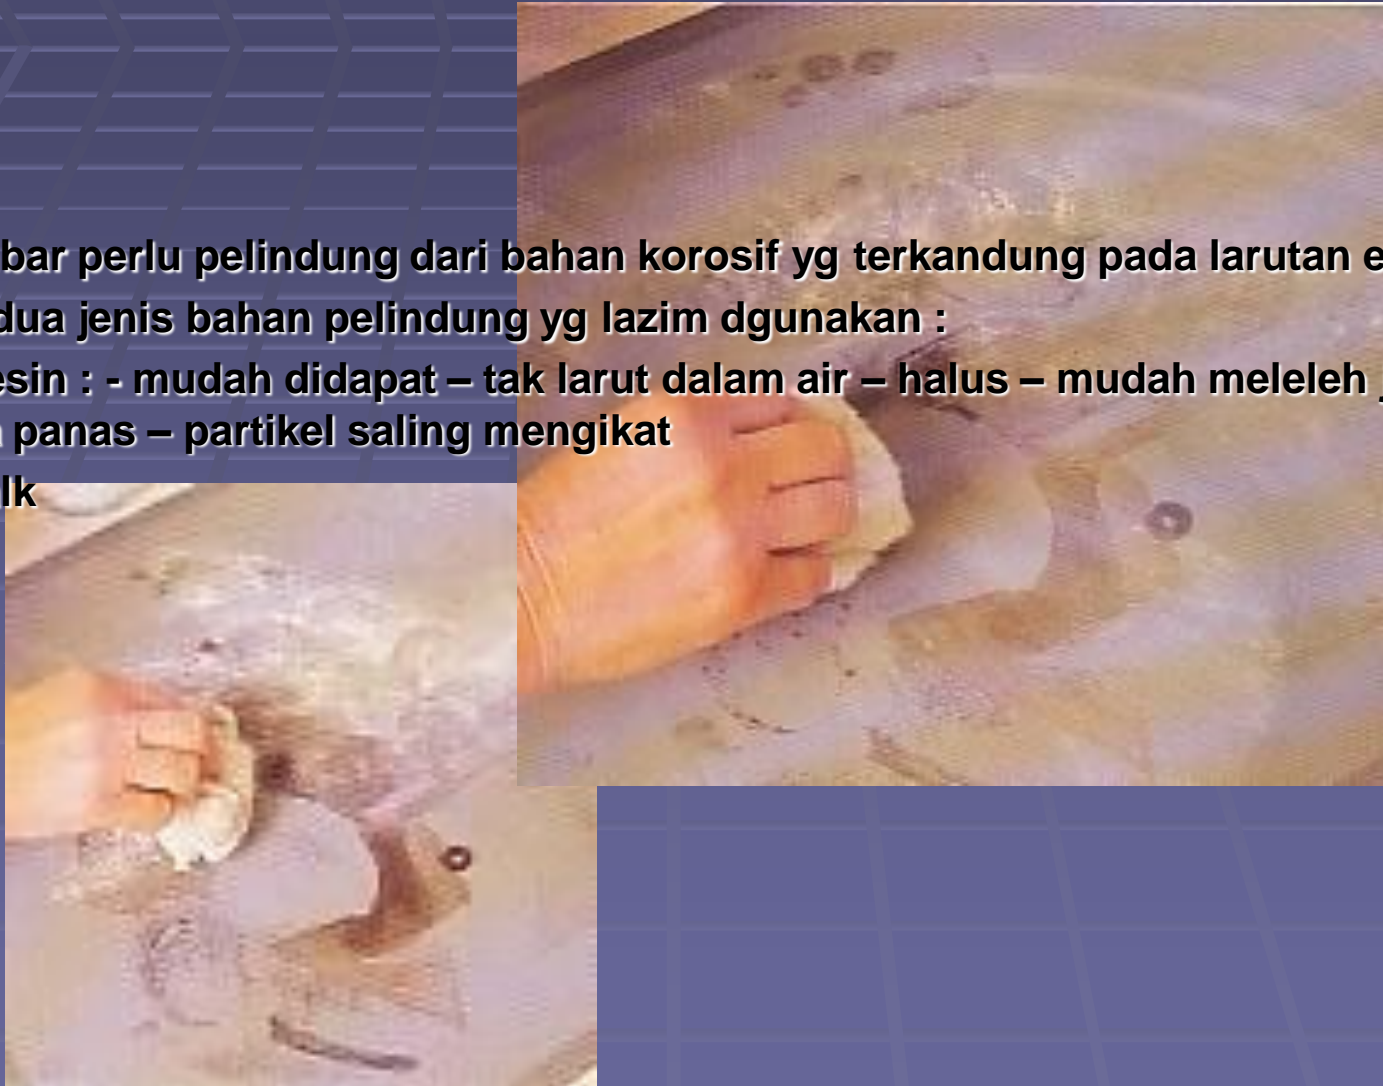 bar perlu pelindung dari bahan korosif yg terkandung pada larutan e
dua jenis bahan pelindung yg lazim dgunakan :
esin : - mudah didapat – tak larut dalam air – halus – mudah meleleh j
panas – partikel saling mengikat
lk